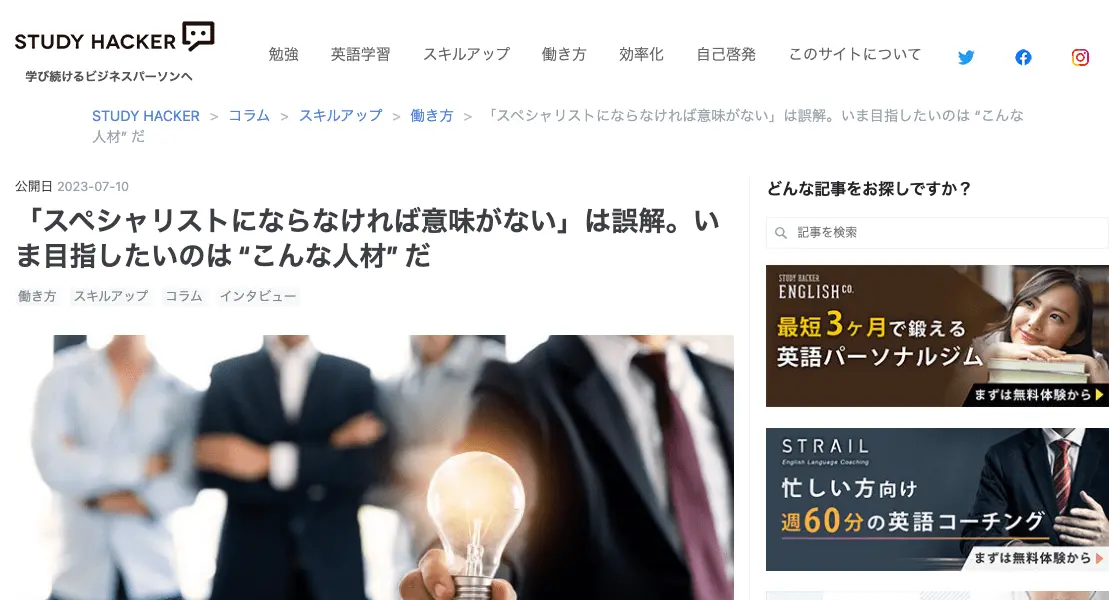 STUDY HACKER
学び続けるビジネスパーソンへ
勉強 英語学習 スキルアップ 働き方 効率化 自己啓発 このサイトについて
STUDY HACKER > コラム > スキルアップ > 働き方 > 「スペシャリストにならなければ意味がない」は誤解。いま目指したいのは “こんな
人材” だ
公開日 2023-07-10
「スペシャリストにならなければ意味がない」は誤解。い
ま目指したいのは “こんな人材” だ
働き方 スキルアップ コラム インタビュー
どんな記事をお探しですか？
記事を検索
STUDY HACKER
ENGLISH CO.
最短3ヶ月で鍛える
英語パーソナルジム
まずは無料体験から
STRAIL
English Language Coaching
忙しい方向け
週60分の英語コーチング
まずは無料体験から